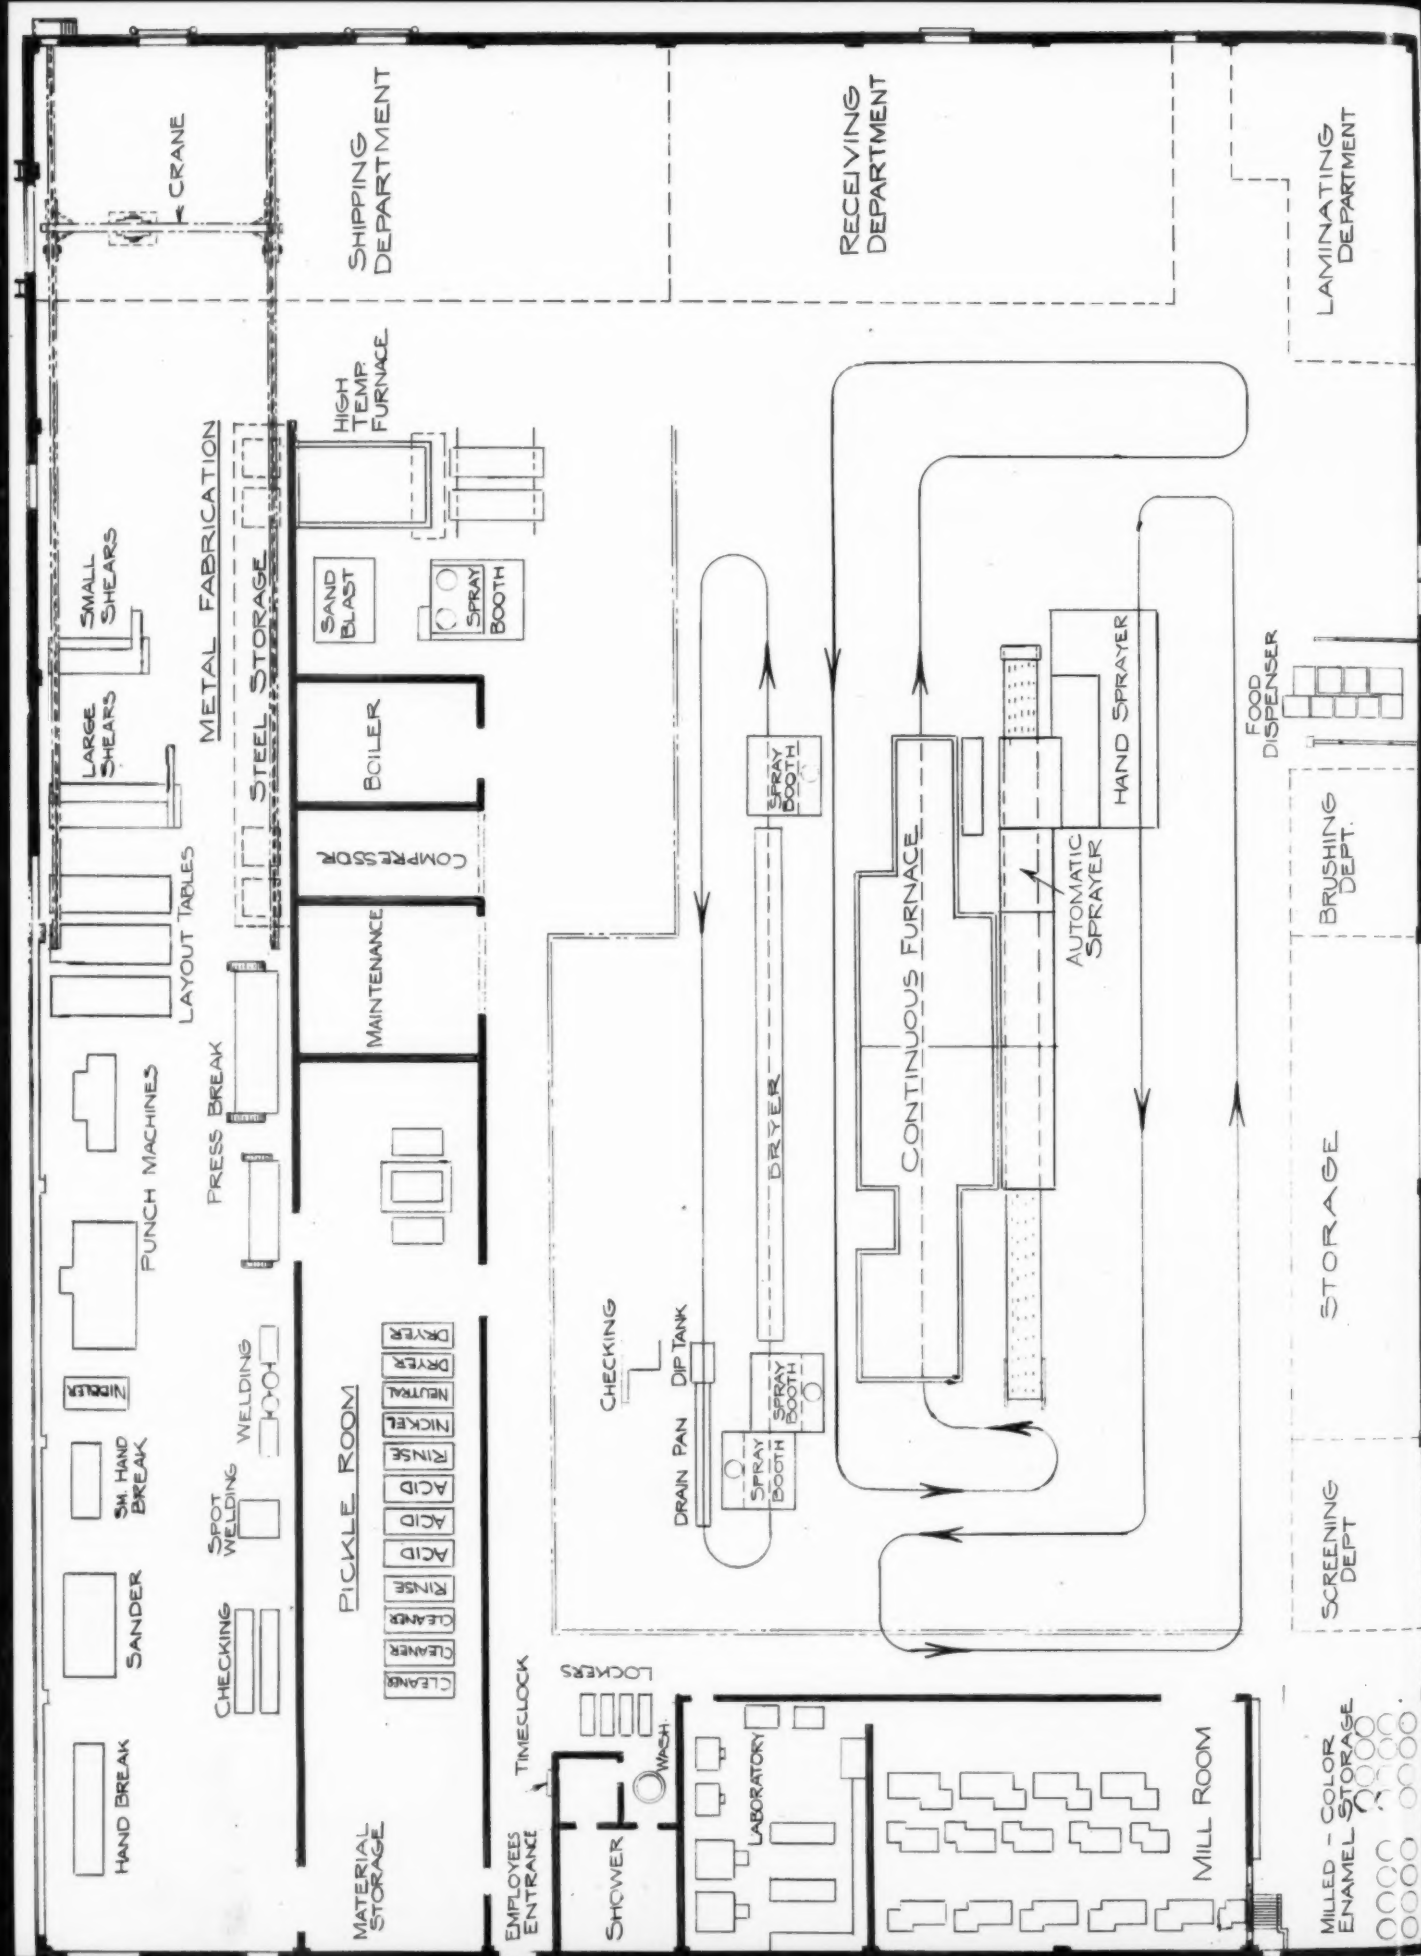 CRANE
SHIPPING
DEPARTMENT
RECEIVING
DEPARTMENT
LAMINATING
DEPARTMENT
HIGH
TEMP.
FURNACE
METAL FABRICATION
SMALL
SHEARS
LARGE
SHEARS
STEEL STORAGE
SAND
BLAST
SPRAY
BOOTH
BOILER
COMPRESSOR
MAINTENANCE
LAYOUT TABLES
PRESS BREAK
PUNCH MACHINES
NIBBLER
WELDING
SM. HAND
BREAK
SPOT
WELDING
SANDER
CHECKING
HAND BREAK
PICKLE ROOM
DRYER
DRYER
NEUTRAL
NICKEL
RINSE
ACID
ACID
ACID
RINSE
CLEANER
CLEANER
CLEANER
MATERIAL
STORAGE
SPRAY
BOOTH
DRYER
CHECKING
DIP TANK
DRAIN PAN
SPRAY
BOOTH
SPRAY
BOOTH
CONTINUOUS FURNACE
AUTOMATIC
SPRAYER
HAND SPRAYER
FOOD
DISPENSER
BRUSHING
DEPT.
STORAGE
SCREENING
DEPT
TIMECLOCK
LOCKERS
WASH
EMPLOYEES
ENTRANCE
SHOWER
LABORATORY
MILL ROOM
MILLED - COLOR
ENAMEL STORAGE